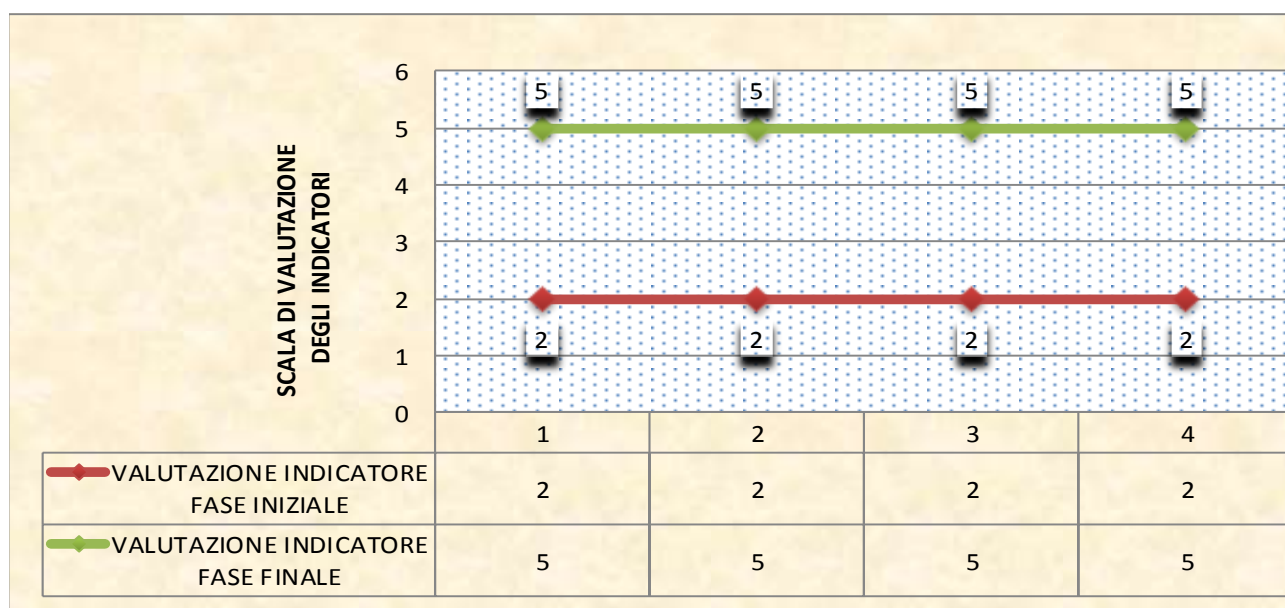 SCALA DI VALUTAZIONE
DEGLI INDICATORI
6
5
4
3
2
1
0
5 5 5 5
2 2 2 2
1 2 3 4
VALUTAZIONE INDICATORE
FASE INIZIALE
2 2 2 2
VALUTAZIONE INDICATORE
FASE FINALE
5 5 5 5